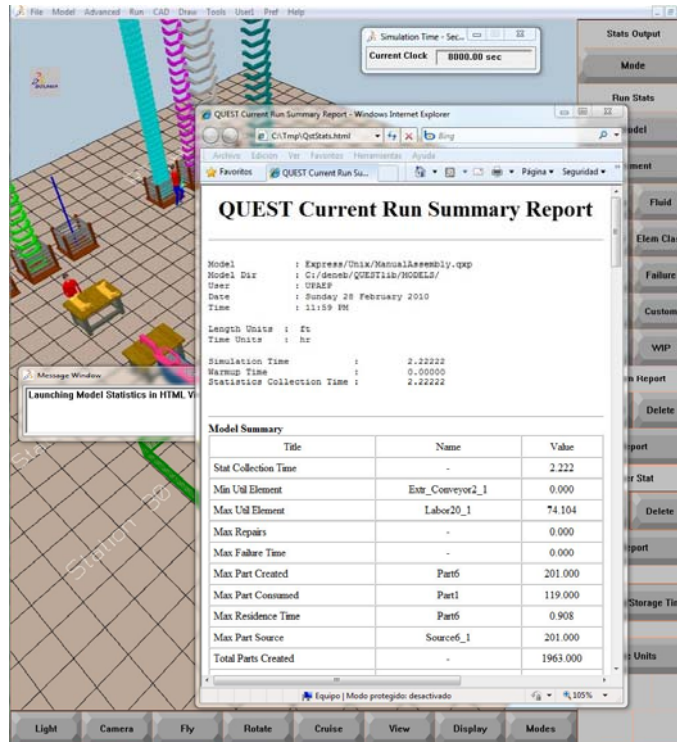 File Model Advanced Run CAD Draw Tools User1 Pref Help
Simulation Time - Sec...
Current Clock 8000.00 sec
Stats Output
Mode
Run Stats
QUEST Current Run Summary Report - Windows Internet Explorer
C:\Tmp\QstStats.html
Bing
Archivo Edición Ver Favoritos Herramientas Ayuda
Favoritos
QUEST Current Run Su...
Página
Seguridad
Fluid
Elem Cla
Failure
Custom
WIP
Delete
Delete
Storage Tim
Units
QUEST Current Run Summary Report
Model : Express/Unix/ManualAssembly.qxp
Model Dir : C:/deneb/QUESTlib/MODELS/
User : UPAEP
Date : Sunday 28 February 2010
Time : 11:59 PM
Length Units : ft
Time Units : hr
Simulation Time : 2.22222
Warmup Time : 0.00000
Statistics Collection Time : 2.22222
Message Window
Launching Model Statistics in HTML Vi
Station 30
Model Summary
Title Name Value
Stat Collection Time - 2.222
Min Util Element Extr_Conveyor2_1 0.000
Max Util Element Labor20_1 74.104
Max Repairs - 0.000
Max Failure Time - 0.000
Max Part Created Part6 201.000
Max Part Consumed Part1 119.000
Max Residence Time Part6 0.908
Max Part Source Source6_1 201.000
Total Parts Created - 1963.000
Equipo | Modo protegido: desactivado
105%
Light Camera Fly Rotate Cruise View Display Modes